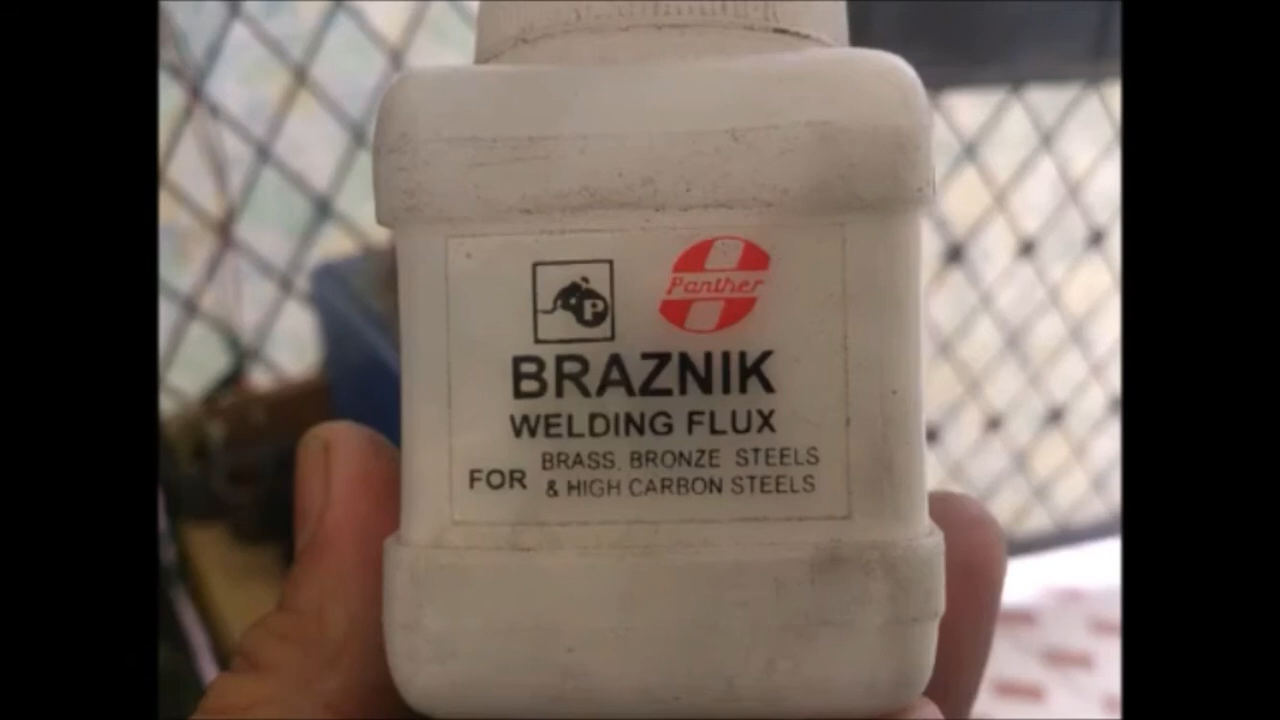 P
Panther
BRAZNIK
WELDING FLUX
FOR BRASS, BRONZE STEELS
& HIGH CARBON STEELS